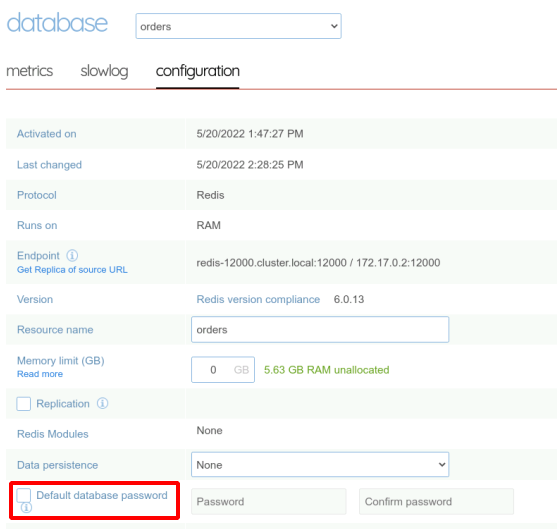 database orders
metrics slowlog configuration
Activated on 5/20/2022 1:47:27 PM
Last changed 5/20/2022 2:28:25 PM
Protocol Redis
Runs on RAM
Endpoint
Get Replica of source URL
redis-12000.cluster.local:12000 / 172.17.0.2:12000
Version Redis version compliance 6.0.13
Resource name orders
Memory limit (GB)
Read more
0 GB 5.63 GB RAM unallocated
Replication
Redis Modules None
Data persistence None
Default database password Password Confirm password